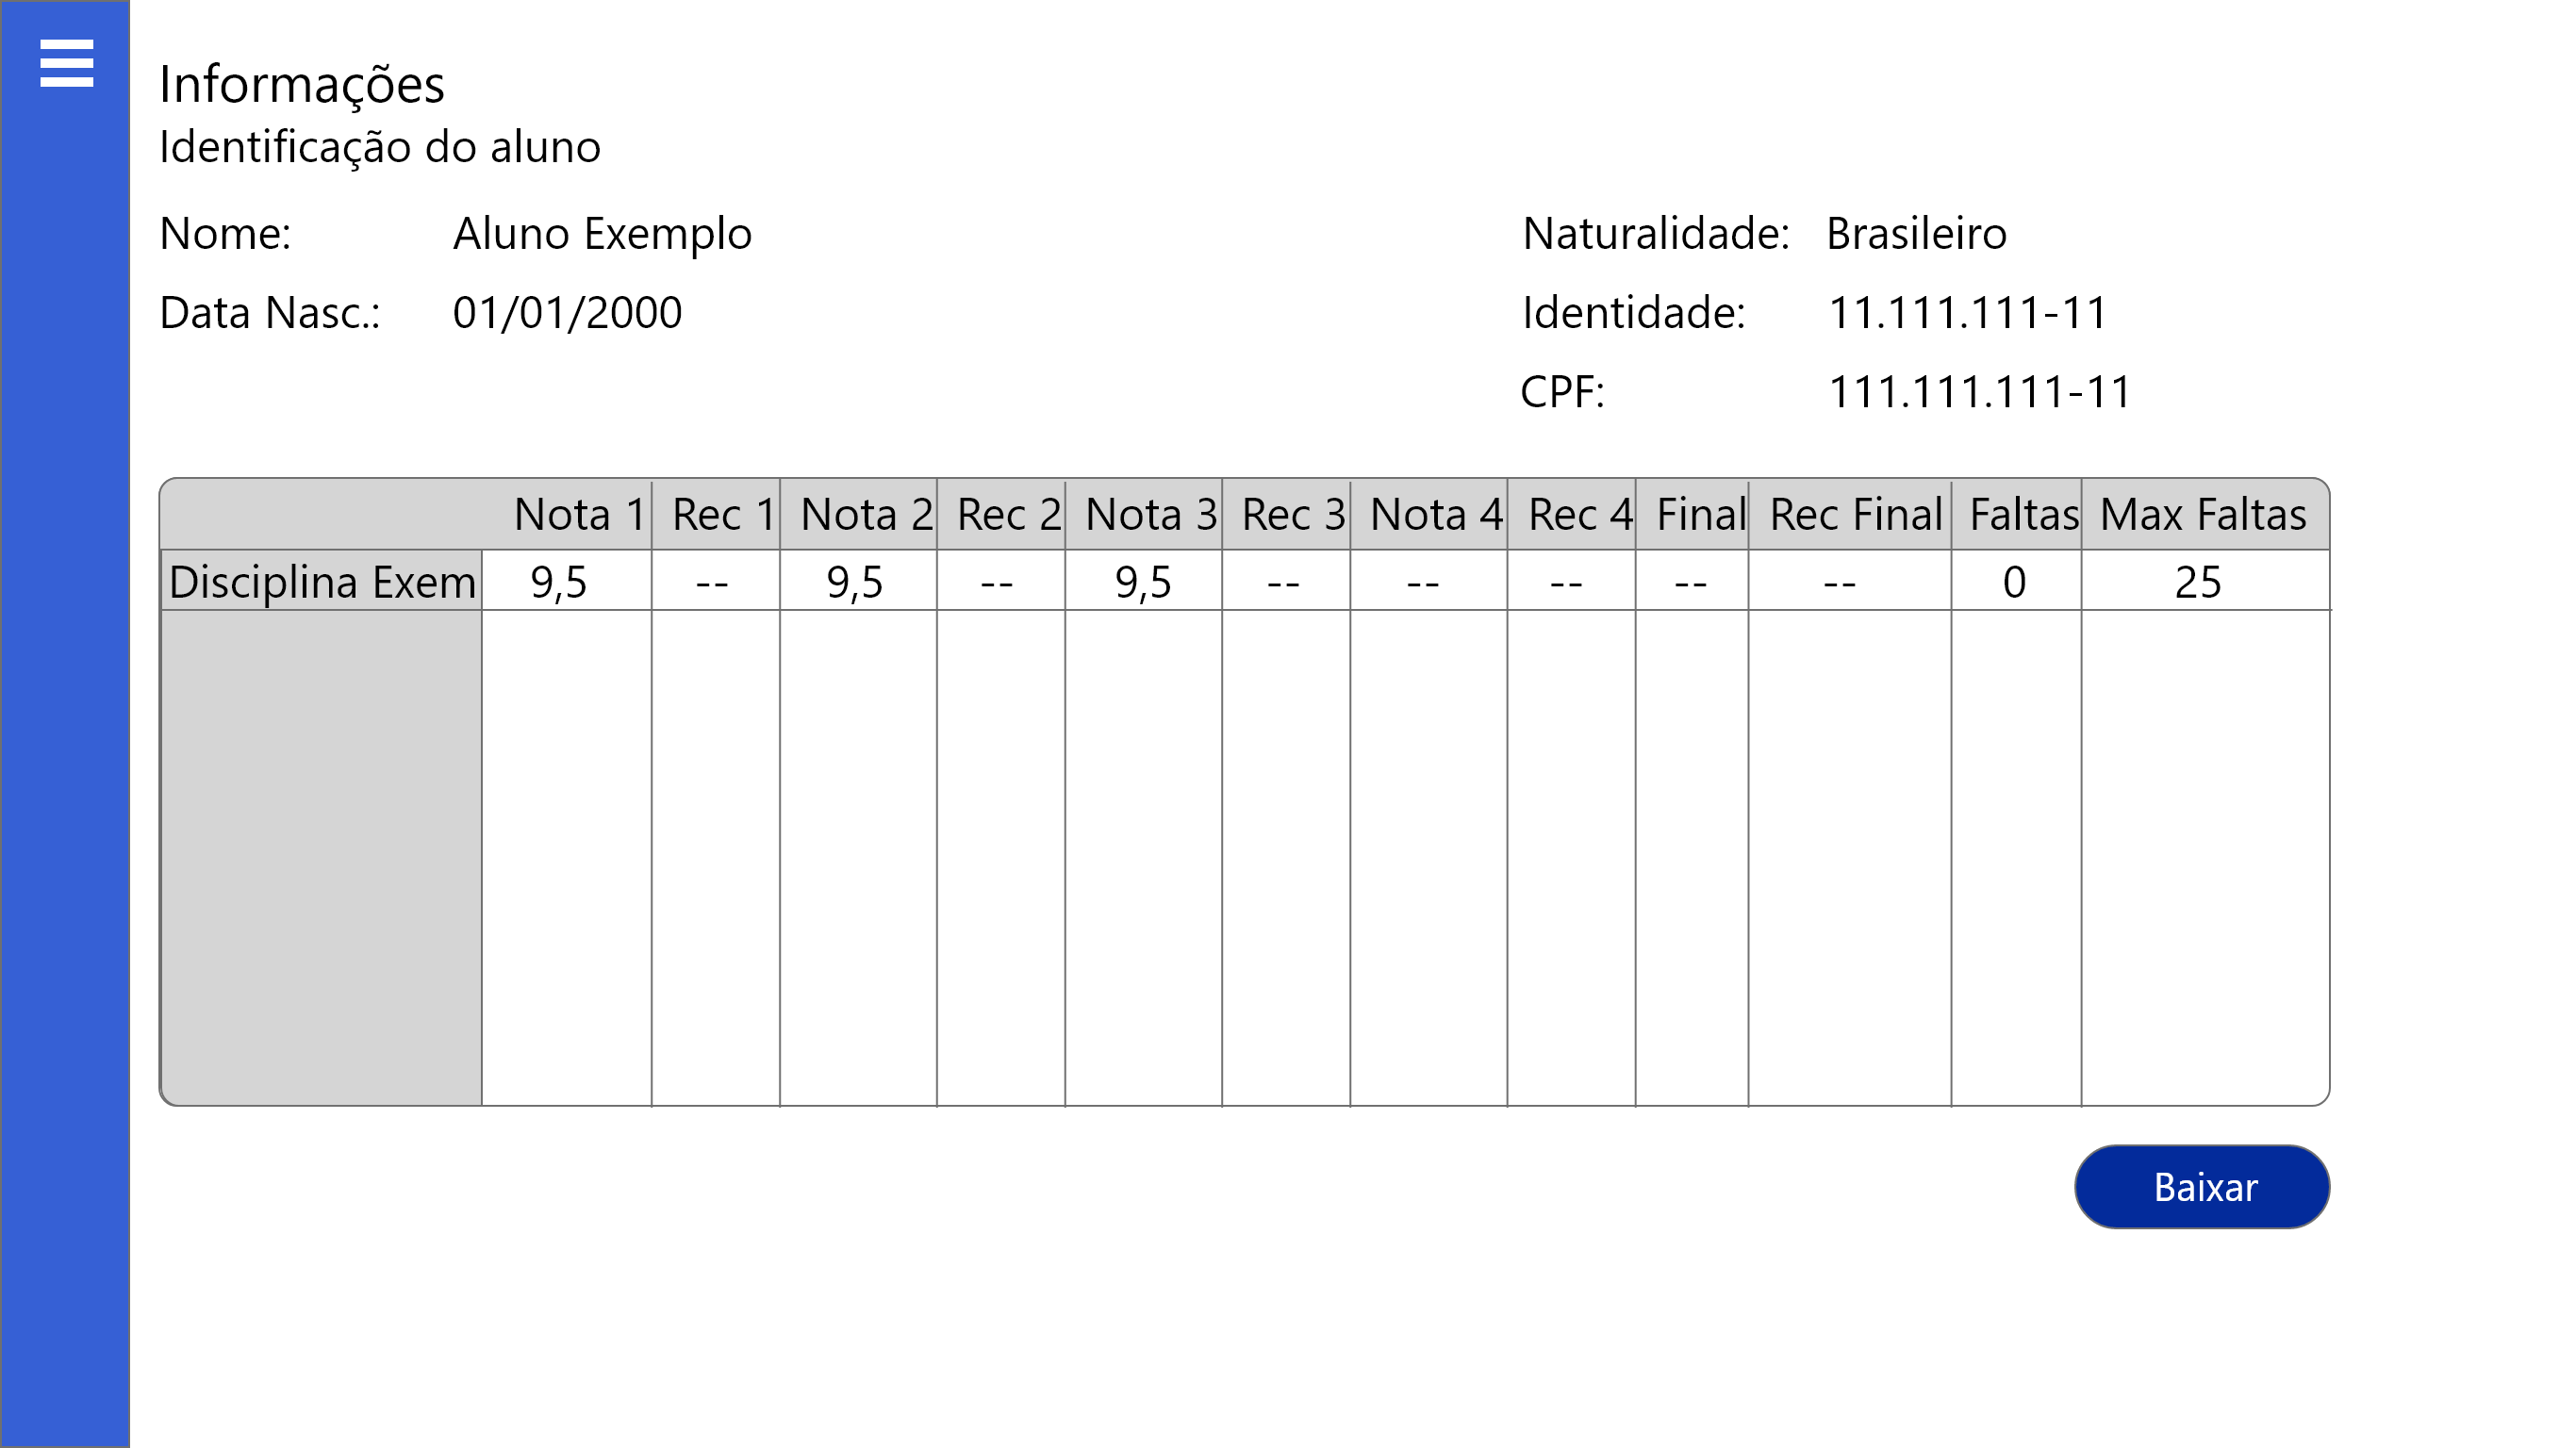 Informações
Identificação do aluno
Nome: Aluno Exemplo Naturalidade: Brasileiro
Data Nasc.: 01/01/2000 Identidade: 11.111.111-11
CPF: 111.111.111-11
Nota 1 Rec 1 Nota 2 Rec 2 Nota 3 Rec 3 Nota 4 Rec 4 Final Rec Final Faltas Max Faltas
Disciplina Exem 9,5 -- 9,5 -- 9,5 -- -- -- -- -- 0 25
Baixar